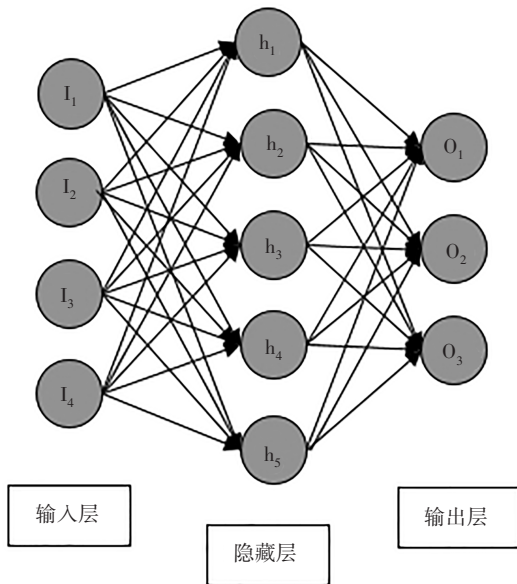 I₁
I₂
I₃
I₄
h₁
h₂
h₃
h₄
h₅
O₁
O₂
O₃
输入层
隐藏层
输出层